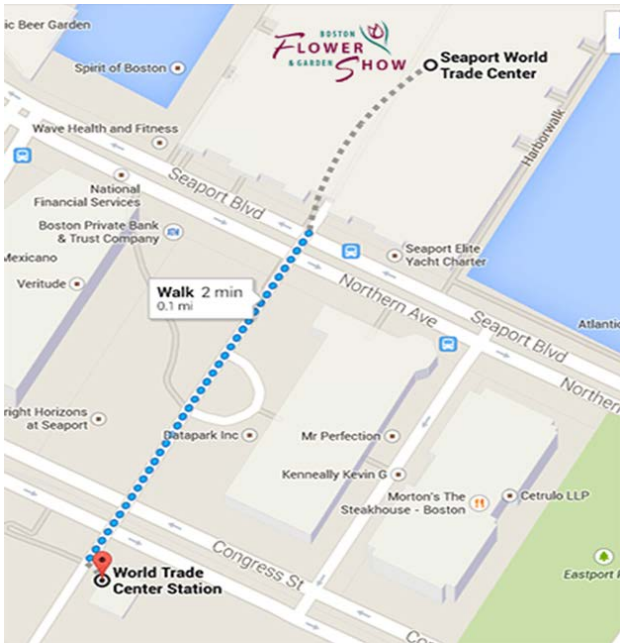 ic Beer Garden
BOSTON
FLOWER
& GARDEN
SHOW
Spirit of Boston
Seaport World
Trade Center
Wave Health and Fitness
Harborwalk
National
Financial Services
Seaport Blvd
Boston Private Bank
& Trust Company
Mexicano
Seaport Elite
Yacht Charter
Veritude
Walk 2 min
0.1 mi
Northern Ave
Seaport Blvd
Atlantic
Northern
right Horizons
at Seaport
Datapark Inc
Mr Perfection
Kenneally Kevin G
Morton's The
Steakhouse - Boston
Cetrulo LLP
Congress St
Eastport
World Trade
Center Station
Co